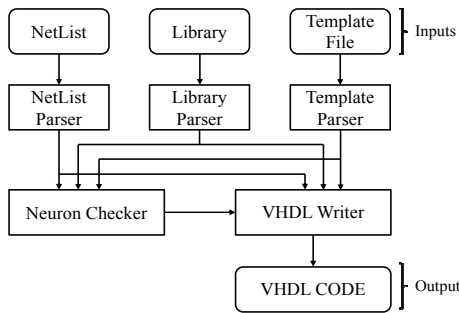 NetList
Library
Template
File
Inputs
NetList
Parser
Library
Parser
Template
Parser
Neuron Checker
VHDL Writer
VHDL CODE
Output